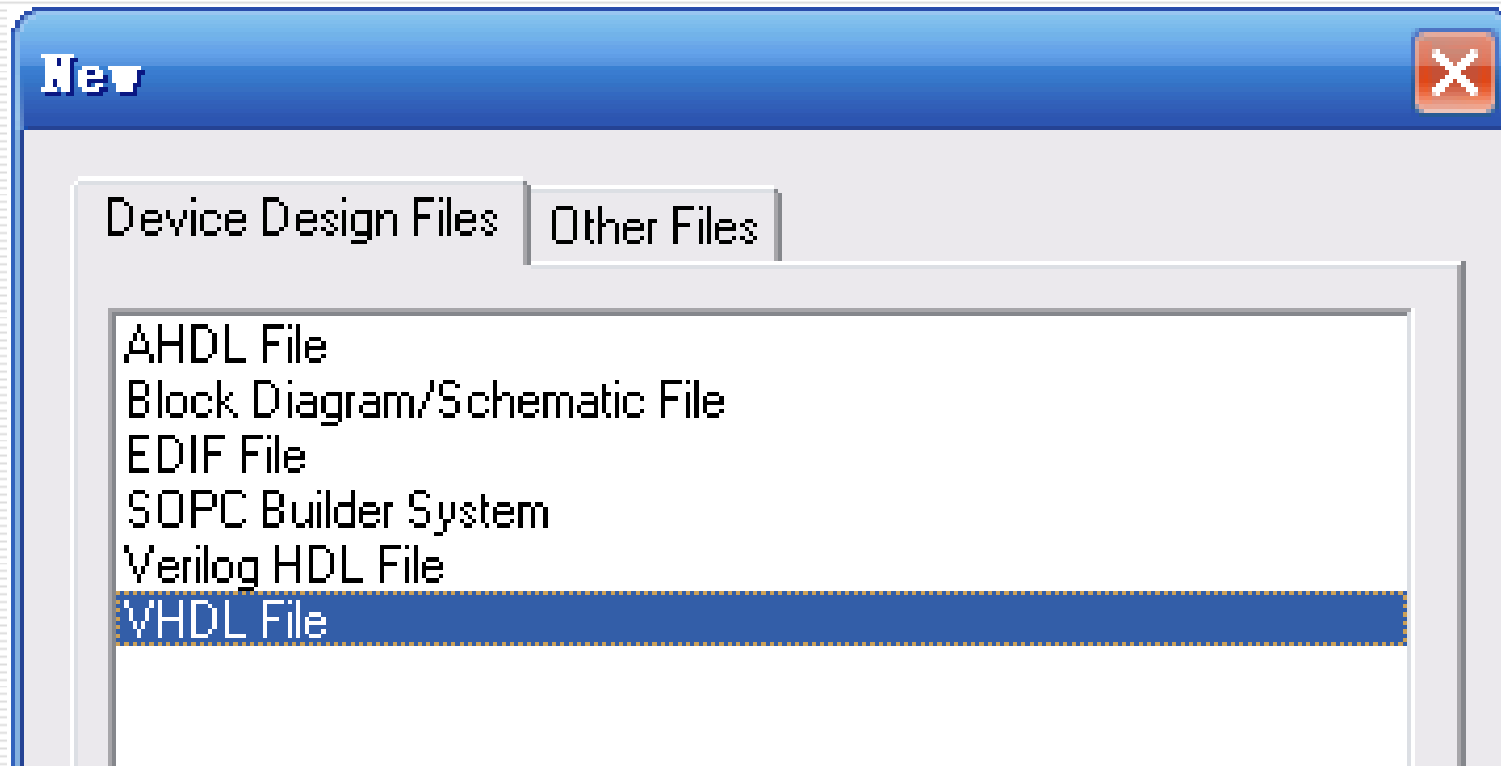 New
Device Design Files
Other Files
AHDL File
Block Diagram/Schematic File
EDIF File
SOPC Builder System
Verilog HDL File
VHDL File